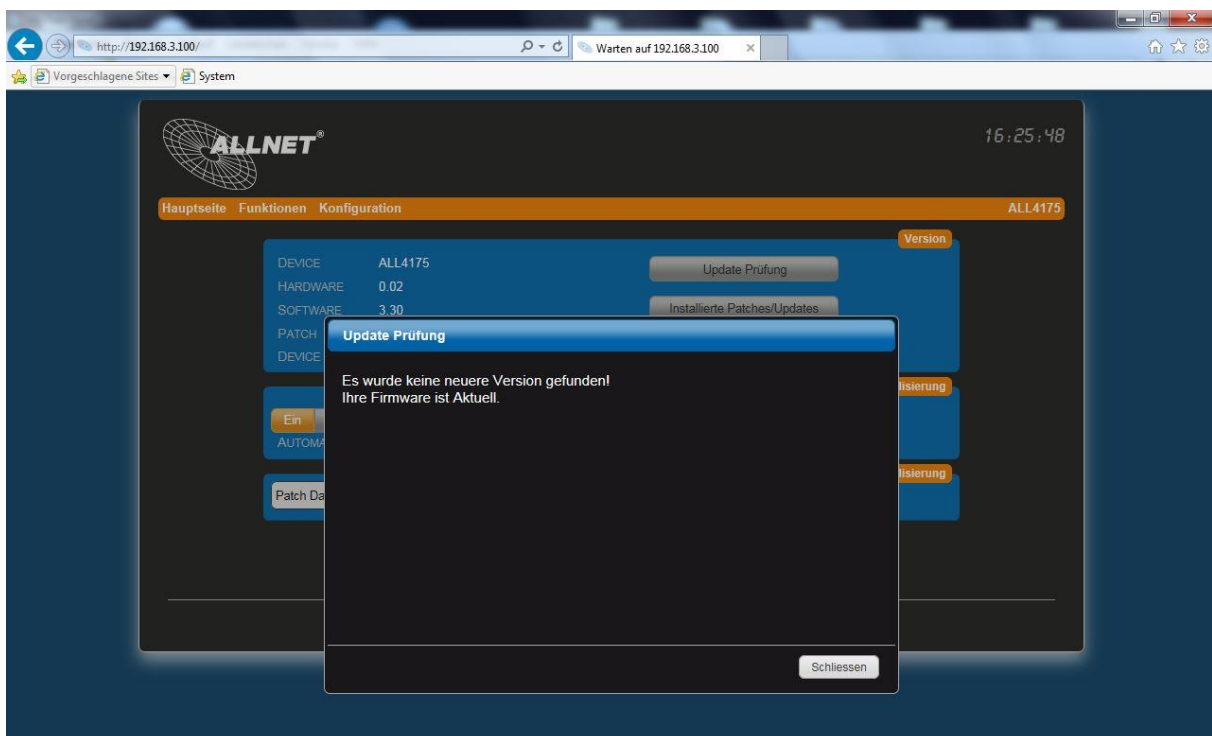 http://192.168.3.100/
Warten auf 192.168.3.100
Vorgeschlagene Sites
System
ALLNET®
16:25:48
Hauptseite Funktionen Konfiguration
ALL4175
Version
DEVICE ALL4175
Update Prüfung
HARDWARE 0.02
SOFTWARE 3.30
Installierte Patches/Updates
PATCH
DEVICE
Update Prüfung
Es wurde keine neuere Version gefunden!
Ihre Firmware ist Aktuell.
lisierung
Ein
AUTOMA
lisierung
Patch Da
Schliessen